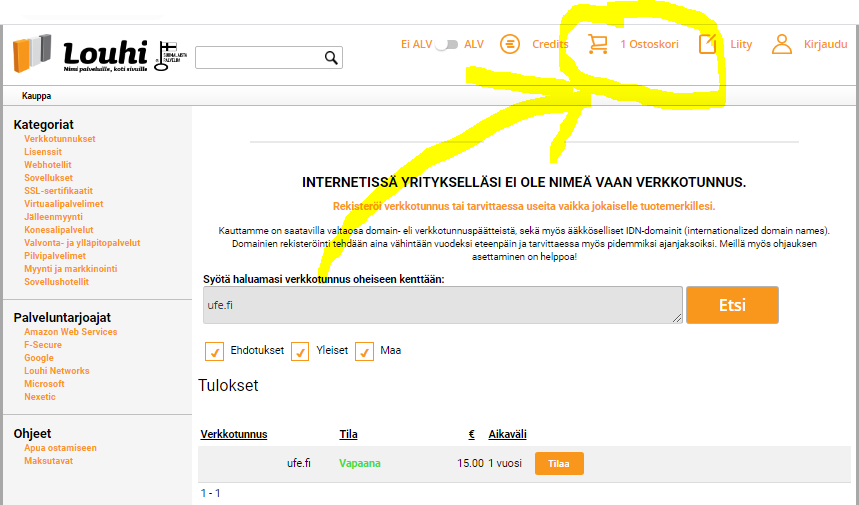 Louhi
Nimi palveluille, koti sivuille
SUOMALAISTA
PALVELUA
Ei ALV ALV Credits 1 Ostoskori Liity Kirjaudu
Kauppa
Kategoriat
Verkkotunnukset
Lisenssit
Webhotellit
Sovellukset
SSL-sertifikaatit
Virtuaalipalvelimet
Jälleenmyynti
Konesalipalvelut
Valvonta- ja ylläpitopalvelut
Pilvipalvelimet
Myynti ja markkinointi
Sovellushotellit
Palveluntarjoajat
Amazon Web Services
F-Secure
Google
Louhi Networks
Microsoft
Nexetic
Ohjeet
Apua ostamiseen
Maksutavat
INTERNETISSÄ YRITYKSELLÄSI EI OLE NIMEÄ VAAN VERKKOTUNNUS.
Rekisteröi verkkotunnus tai tarvittaessa useita vaikka jokaiselle tuotemerkillesi.
Kauttamme on saatavilla valtaosa domain- eli verkkotunnuspäätteistä, sekä myös ääkköselliset IDN-domainit (internationalized domain names).
Domainien rekisteröinti tehdään aina vähintään vuodeksi eteenpäin ja tarvittaessa myös pidemmiksi ajanjaksoiksi. Meillä myös ohjauksen
asettaminen on helppoa!
Syötä haluamasi verkkotunnus oheiseen kenttään:
ufe.fi
Etsi
Ehdotukset Yleiset Maa
Tulokset
Verkkotunnus Tila € Aikaväli
ufe.fi Vapaana 15.00 1 vuosi Tilaa
1 - 1